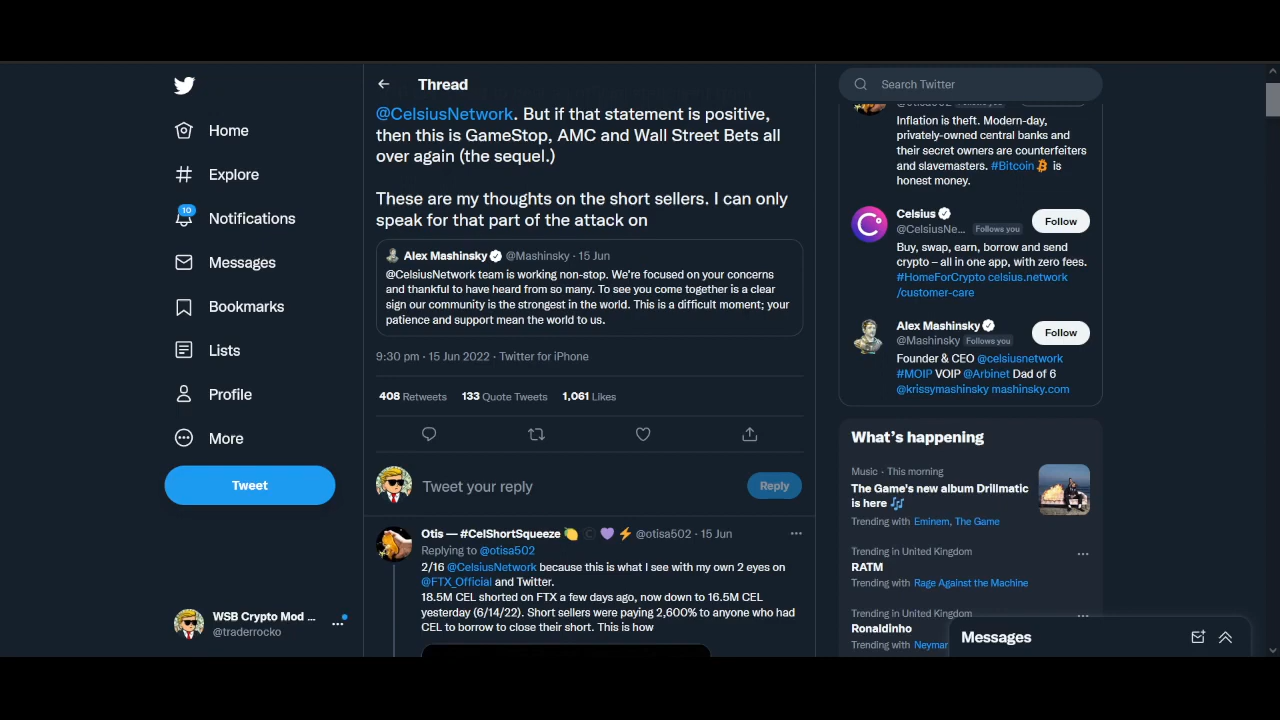 Home
Explore
10
Notifications
Messages
Bookmarks
Lists
Profile
More
Tweet
WSB Crypto Mod ...
@traderrocko
Thread
@CelsiusNetwork. But if that statement is positive,
then this is GameStop, AMC and Wall Street Bets all
over again (the sequel.)
These are my thoughts on the short sellers. I can only
speak for that part of the attack on
Alex Mashinsky @Mashinsky · 15 Jun
@CelsiusNetwork team is working non-stop. We're focused on your concerns
and thankful to have heard from so many. To see you come together is a clear
sign our community is the strongest in the world. This is a difficult moment; your
patience and support mean the world to us.
9:30 pm · 15 Jun 2022 · Twitter for iPhone
408 Retweets 133 Quote Tweets 1,061 Likes
Tweet your reply
Reply
Otis — #CelShortSqueeze 🍋 © 💜 ⚡ @otisa502 · 15 Jun
Replying to @otisa502
2/16 @CelsiusNetwork because this is what I see with my own 2 eyes on
@FTX_Official and Twitter.
18.5M CEL shorted on FTX a few days ago, now down to 16.5M CEL
yesterday (6/14/22). Short sellers were paying 2,600% to anyone who had
CEL to borrow to close their short. This is how
Search Twitter
@otisa502 Follows you
Inflation is theft. Modern-day,
privately-owned central banks and
their secret owners are counterfeiters
and slavemasters. #Bitcoin is
honest money.
Celsius
@CelsiusNe... Follows you
Follow
Buy, swap, earn, borrow and send
crypto – all in one app, with zero fees.
#HomeForCrypto celsius.network
/customer-care
Alex Mashinsky
@Mashinsky Follows you
Follow
Founder & CEO @celsiusnetwork
#MOIP VOIP @Arbinet Dad of 6
@krissymashinsky mashinsky.com
What's happening
Music · This morning
The Game's new album Drillmatic
is here 🎶
Trending with Eminem, The Game
Trending in United Kingdom
RATM
Trending with Rage Against the Machine
Trending in United Kingdom
Ronaldinho
Trending with Neymar
Messages